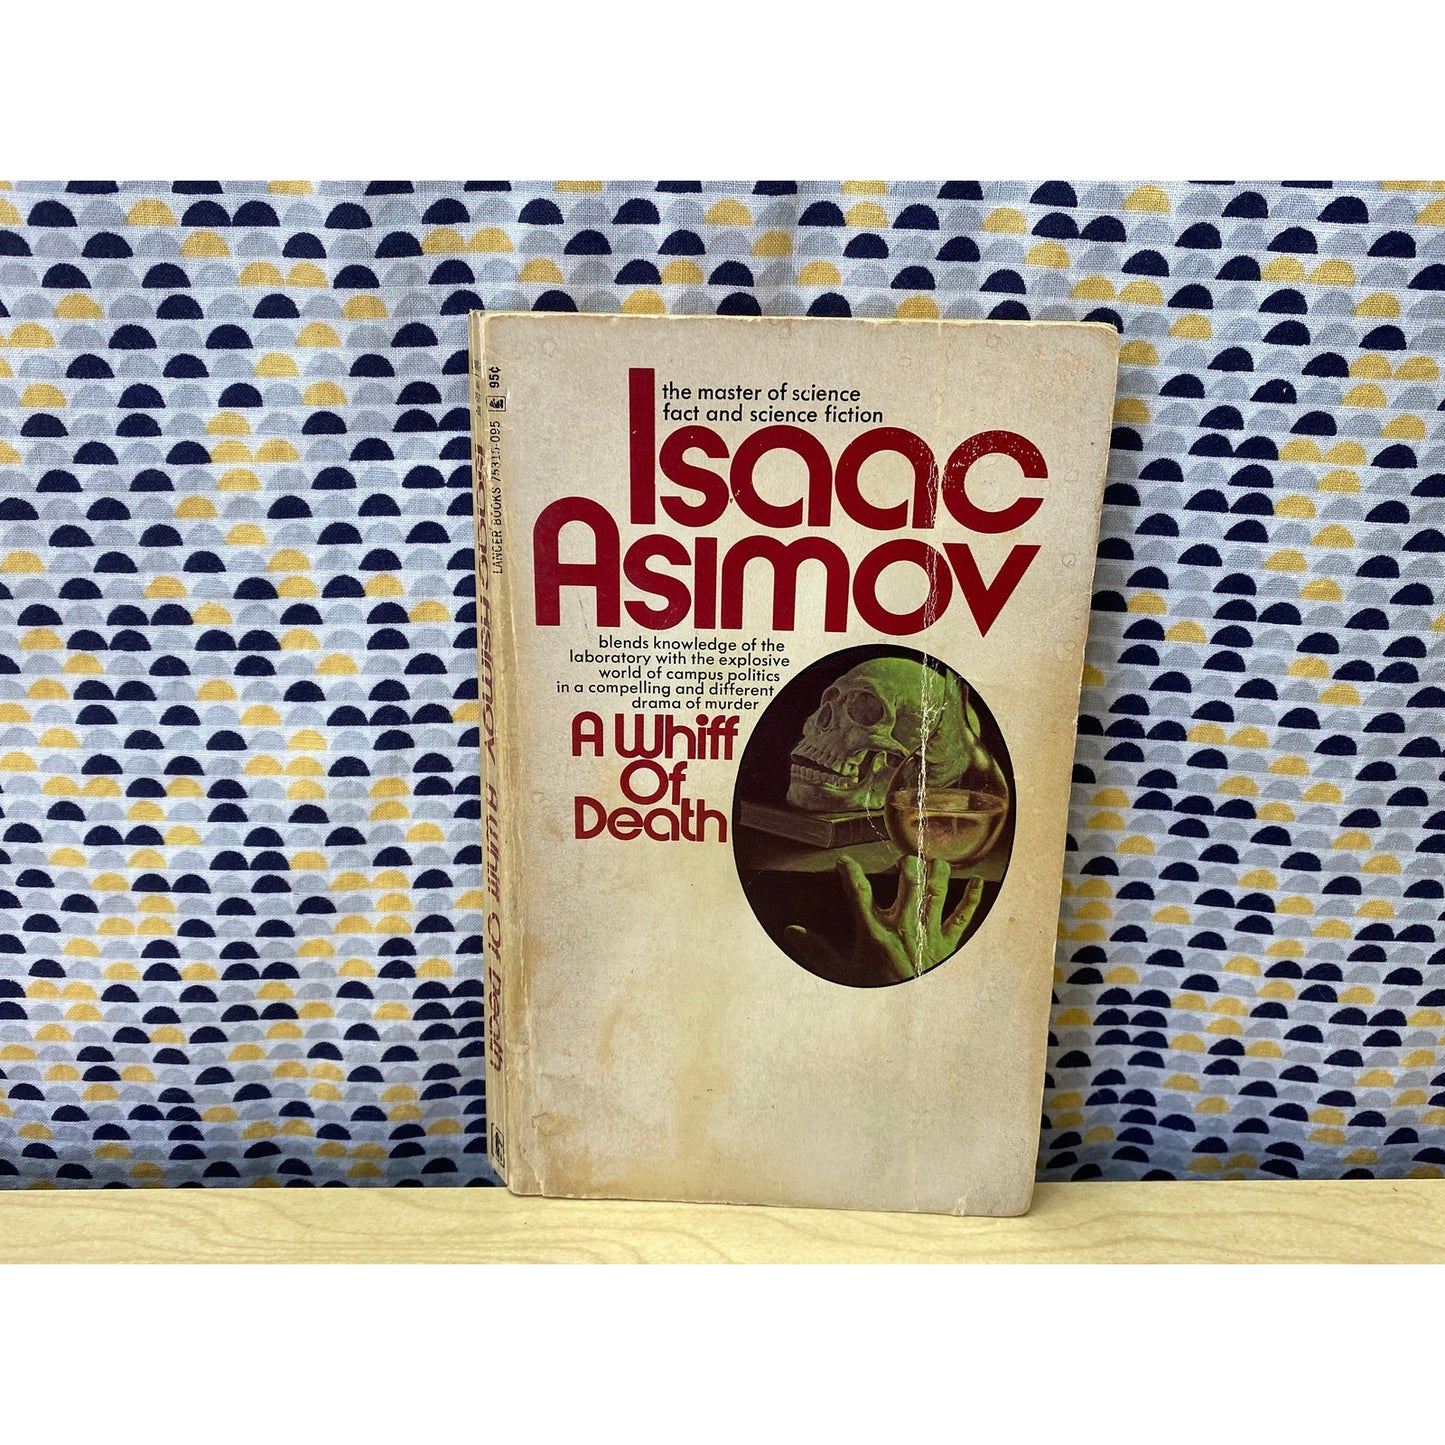 the master of science
fact and science fiction
Isaac
Asimov
blends knowledge of the
laboratory with the explosive
world of campus politics
in a compelling and different
drama of murder
A Whiff
Of
Death
95¢
LANCER BOOKS 75315-095
Isaac Asimov A Whiff Of Death